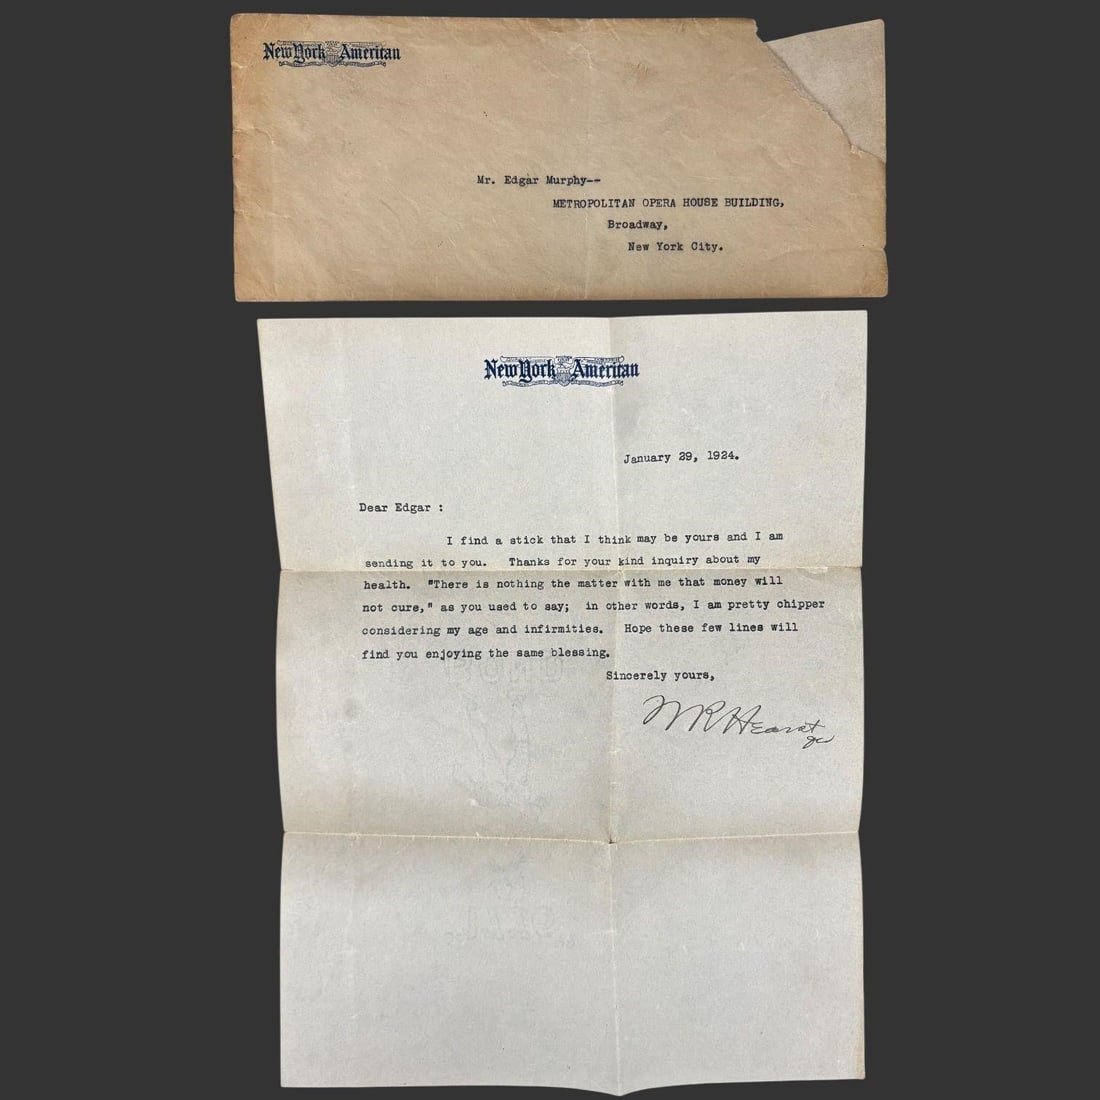 New York American
Mr. Edgar Murphy--
METROPOLITAN OPERA HOUSE BUILDING,
Broadway,
New York City.
New York American
January 29, 1924.
Dear Edgar :
I find a stick that I think may be yours and I am
sending it to you. Thanks for your kind inquiry about my
health. "There is nothing the matter with me that money will
not cure," as you used to say; in other words, I am pretty chipper
considering my age and infirmities. Hope these few lines will
find you enjoying the same blessing.
Sincerely yours,
W R Hearst